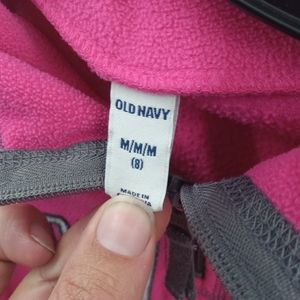 OLD NAVY
M/M/M
(8)
MADE IN